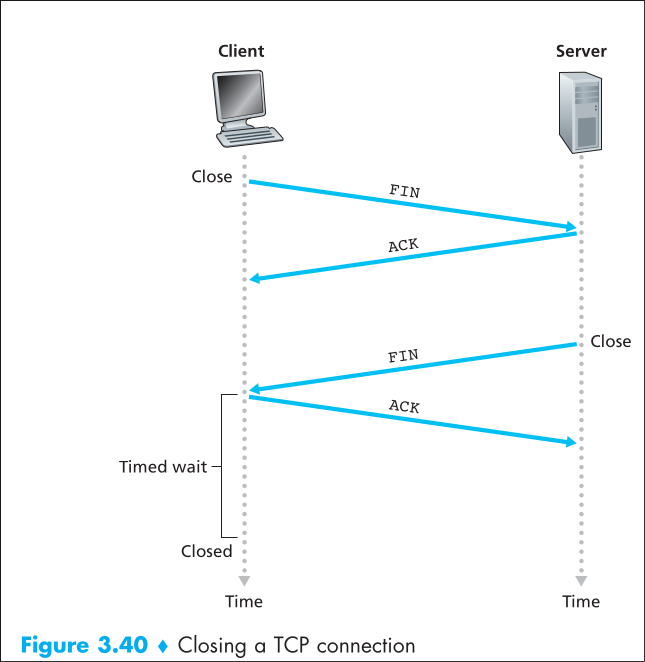 Client
Server
Close
FIN
ACK
Close
FIN
ACK
Timed wait
Closed
Time
Time
Figure 3.40 ♦ Closing a TCP connection